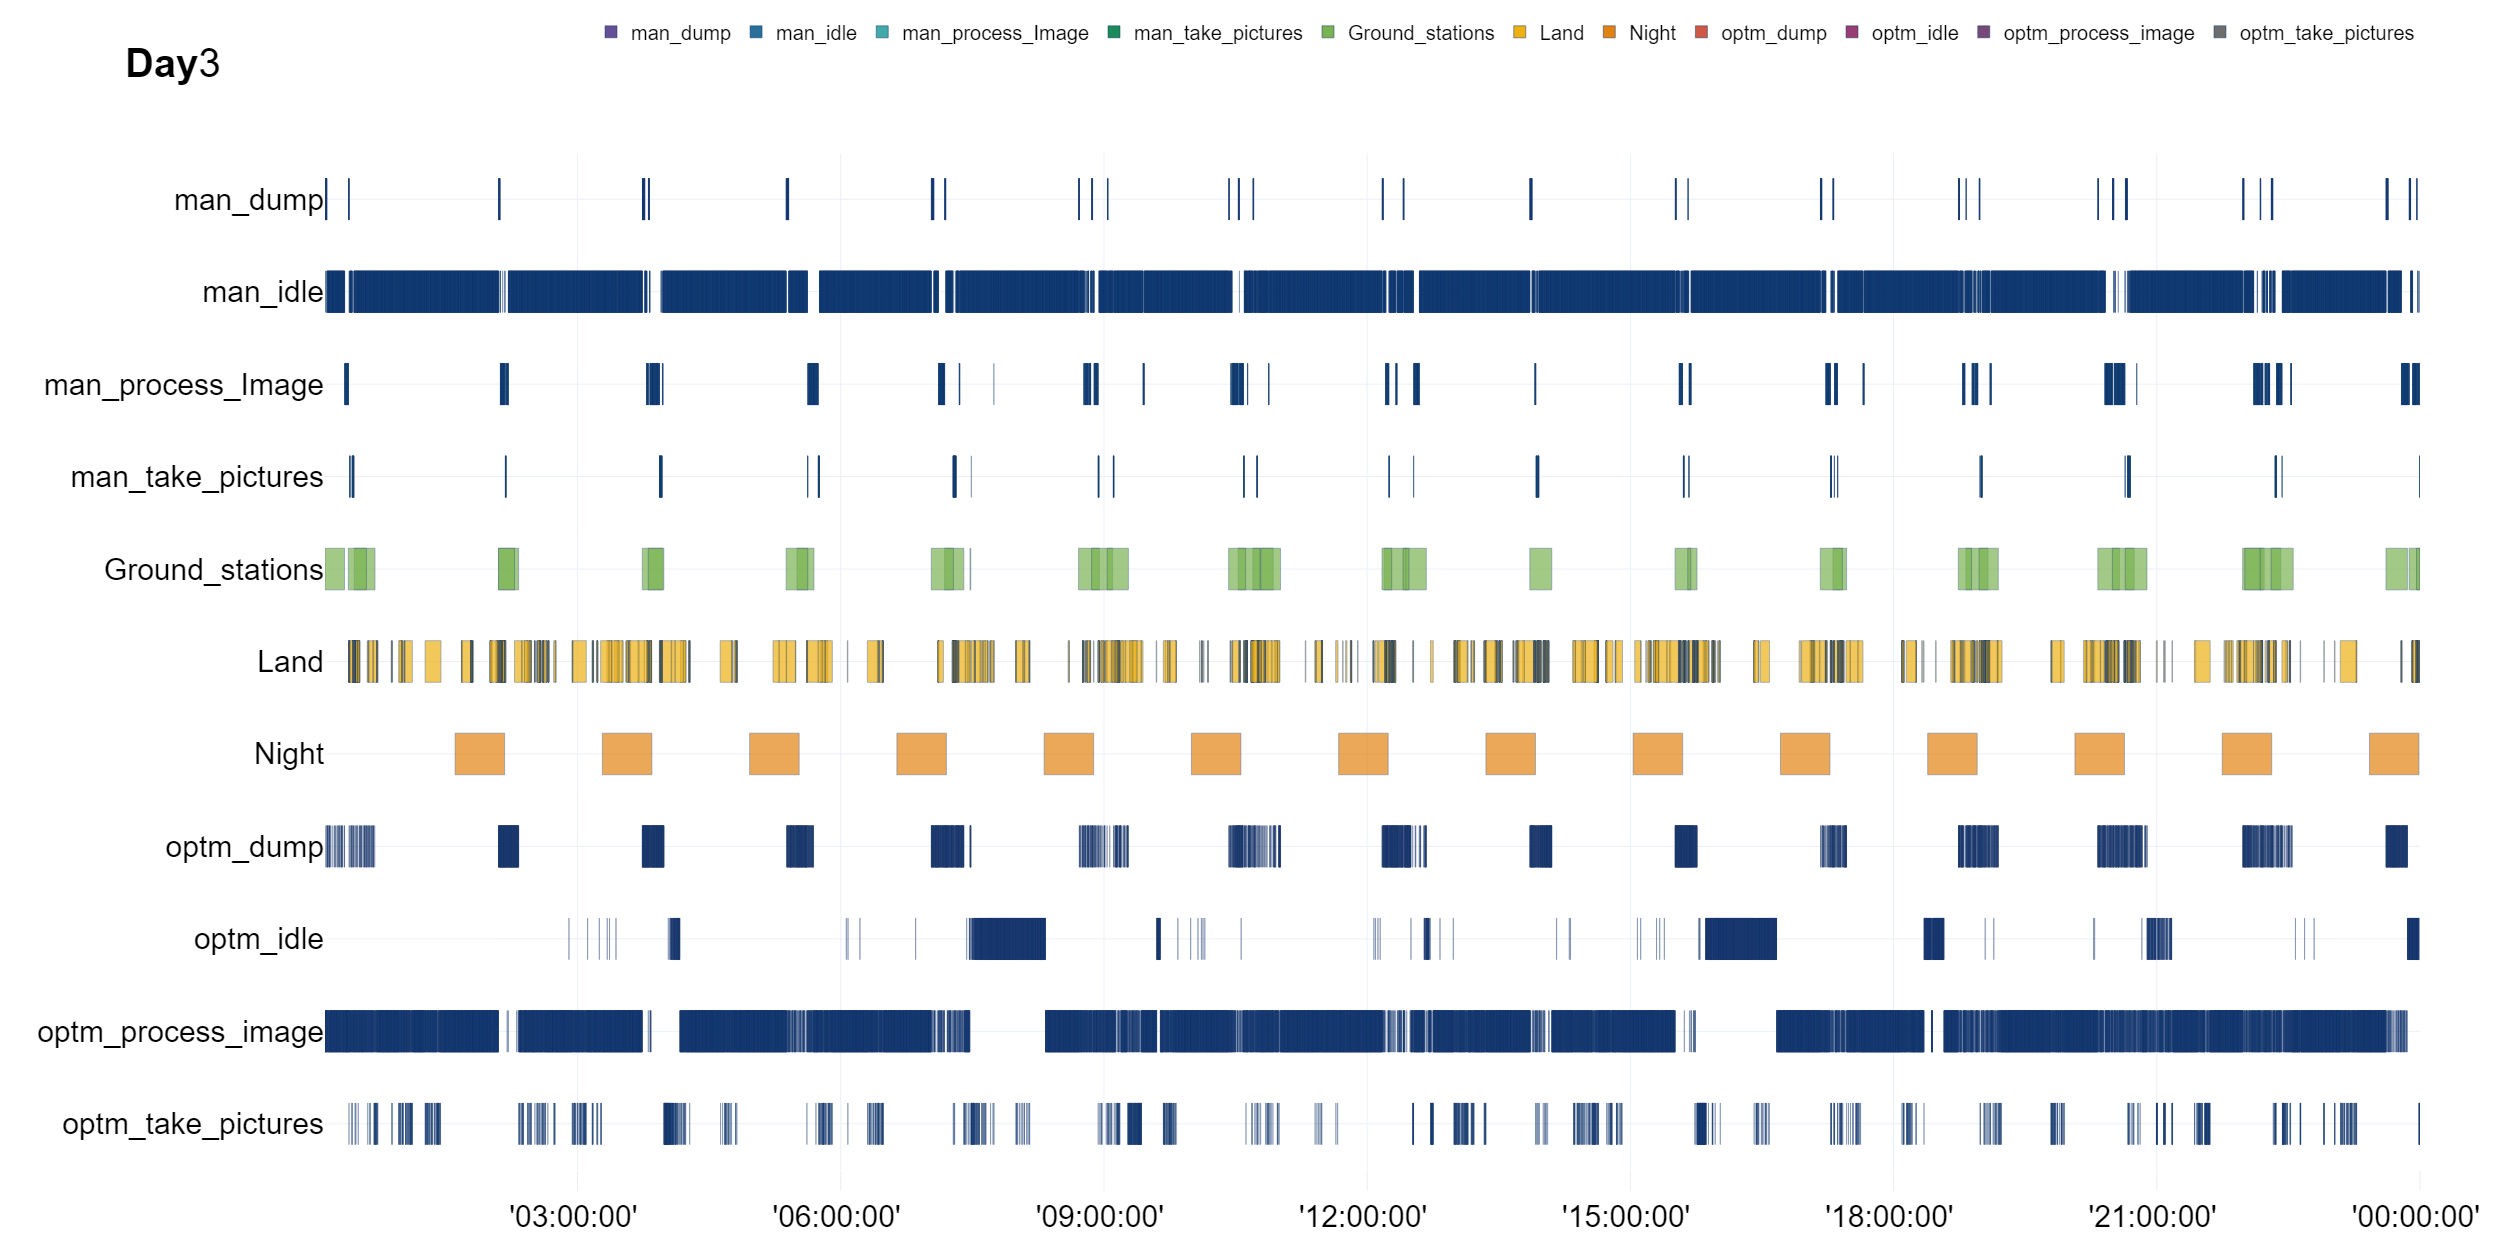 man_dump man_idle man_process_Image man_take_pictures Ground_stations Land Night optm_dump optm_idle optm_process_image optm_take_pictures
Day3
man_dump
man_idle
man_process_Image
man_take_pictures
Ground_stations
Land
Night
optm_dump
optm_idle
optm_process_image
optm_take_pictures
'03:00:00' '06:00:00' '09:00:00' '12:00:00' '15:00:00' '18:00:00' '21:00:00' '00:00:00'